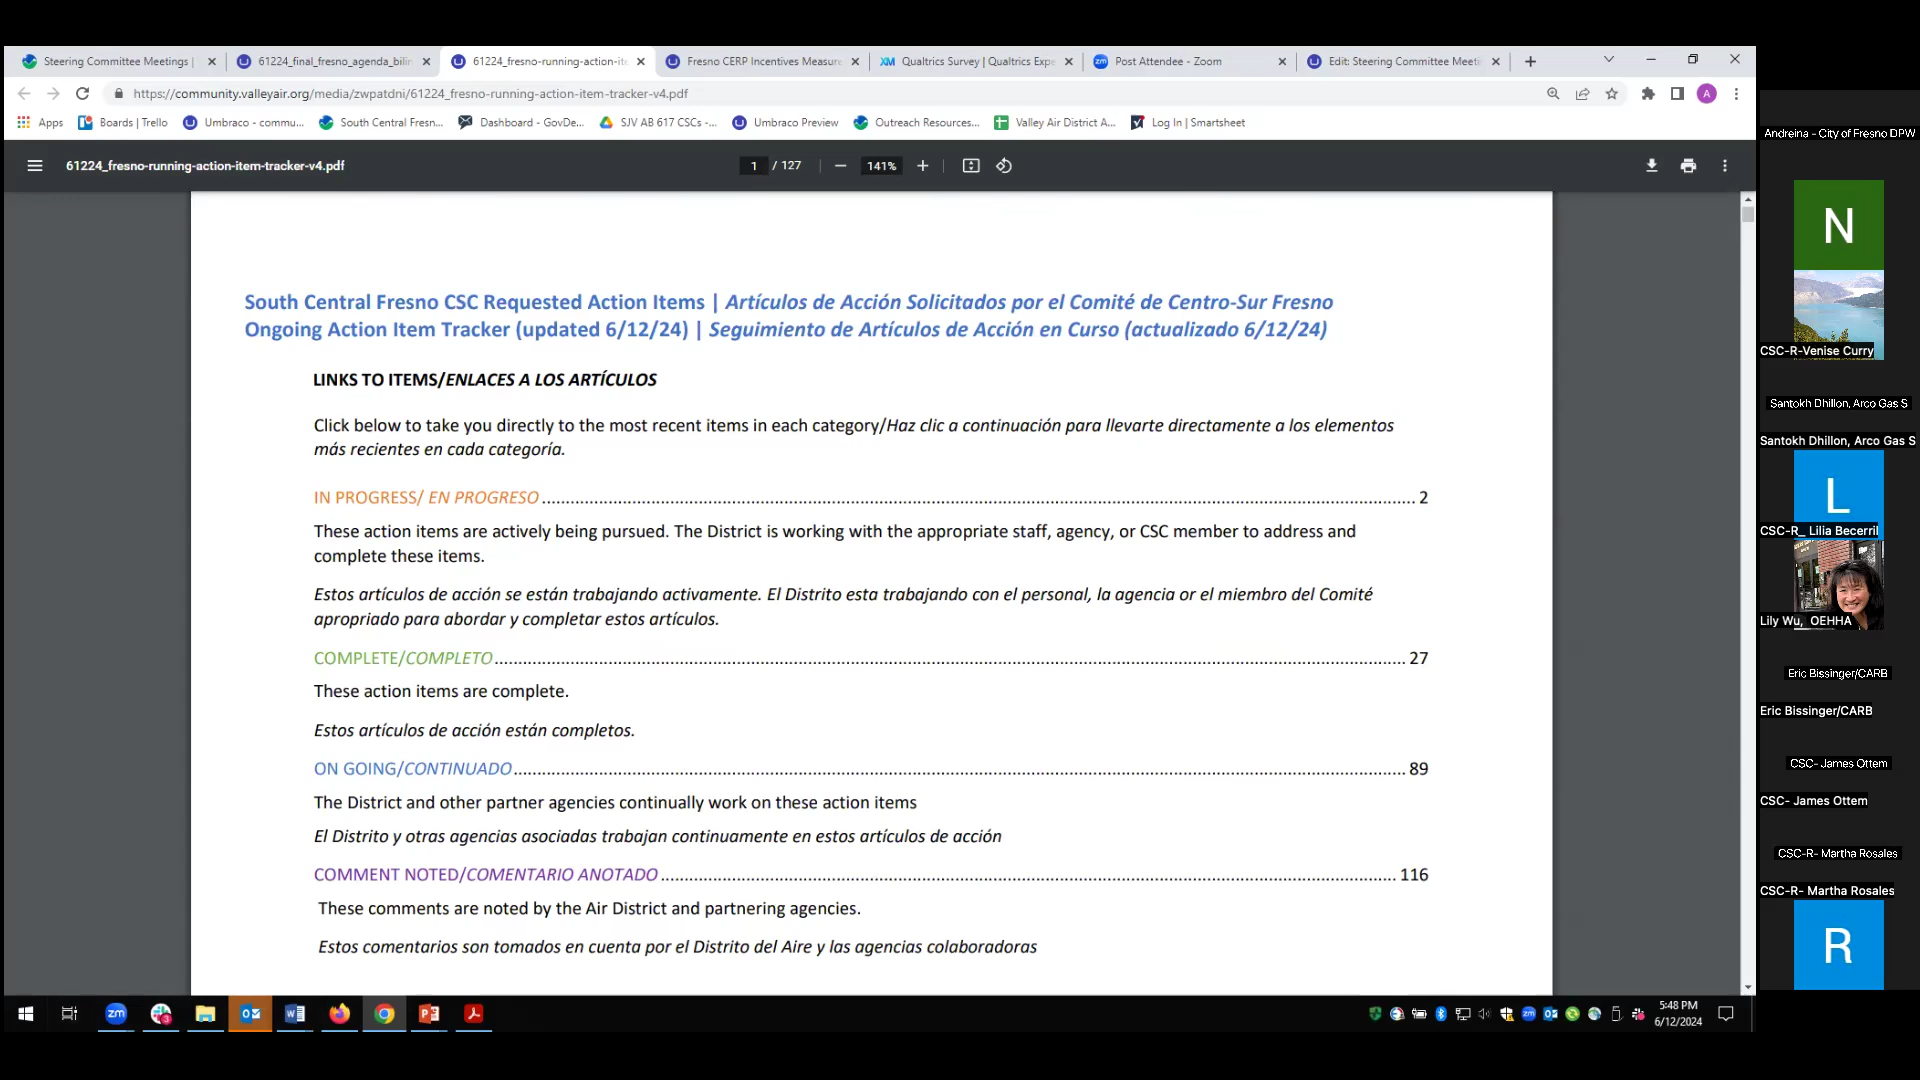 Steering Committee Meetings |
61224_final_fresno_agenda_bilin
61224_fresno-running-action-ite
Fresno CERP Incentives Measure
XM Qualtrics Survey | Qualtrics Expe
zm Post Attendee - Zoom
Edit: Steering Committee Meeti
https://community.valleyair.org/media/zwpatdni/61224_fresno-running-action-item-tracker-v4.pdf
A
Apps
Boards | Trello
Umbraco - commu...
South Central Fresn...
Dashboard - GovDe...
SJV AB 617 CSCs -...
Umbraco Preview
Outreach Resources...
Valley Air District A...
Log In | Smartsheet
61224_fresno-running-action-item-tracker-v4.pdf
1 / 127
141%
South Central Fresno CSC Requested Action Items | Artículos de Acción Solicitados por el Comité de Centro-Sur Fresno
Ongoing Action Item Tracker (updated 6/12/24) | Seguimiento de Artículos de Acción en Curso (actualizado 6/12/24)
LINKS TO ITEMS/ENLACES A LOS ARTÍCULOS
Click below to take you directly to the most recent items in each category/Haz clic a continuación para llevarte directamente a los elementos
más recientes en cada categoría.
IN PROGRESS/ EN PROGRESO 2
These action items are actively being pursued. The District is working with the appropriate staff, agency, or CSC member to address and
complete these items.
Estos artículos de acción se están trabajando activamente. El Distrito esta trabajando con el personal, la agencia or el miembro del Comité
apropriado para abordar y completar estos artículos.
COMPLETE/COMPLETO 27
These action items are complete.
Estos artículos de acción están completos.
ON GOING/CONTINUADO 89
The District and other partner agencies continually work on these action items
El Distrito y otras agencias asociadas trabajan continuamente en estos artículos de acción
COMMENT NOTED/COMENTARIO ANOTADO 116
These comments are noted by the Air District and partnering agencies.
Estos comentarios son tomados en cuenta por el Distrito del Aire y las agencias colaboradoras
Andreina - City of Fresno DPW
N
CSC-R-Venise Curry
Santokh Dhillon, Arco Gas S
Santokh Dhillon, Arco Gas S
L
CSC-R_ Lilia Becerril
Lily Wu, OEHHA
Eric Bissinger/CARB
Eric Bissinger/CARB
CSC- James Ottem
CSC- James Ottem
CSC-R- Martha Rosales
CSC-R- Martha Rosales
R
zm
5:48 PM
6/12/2024